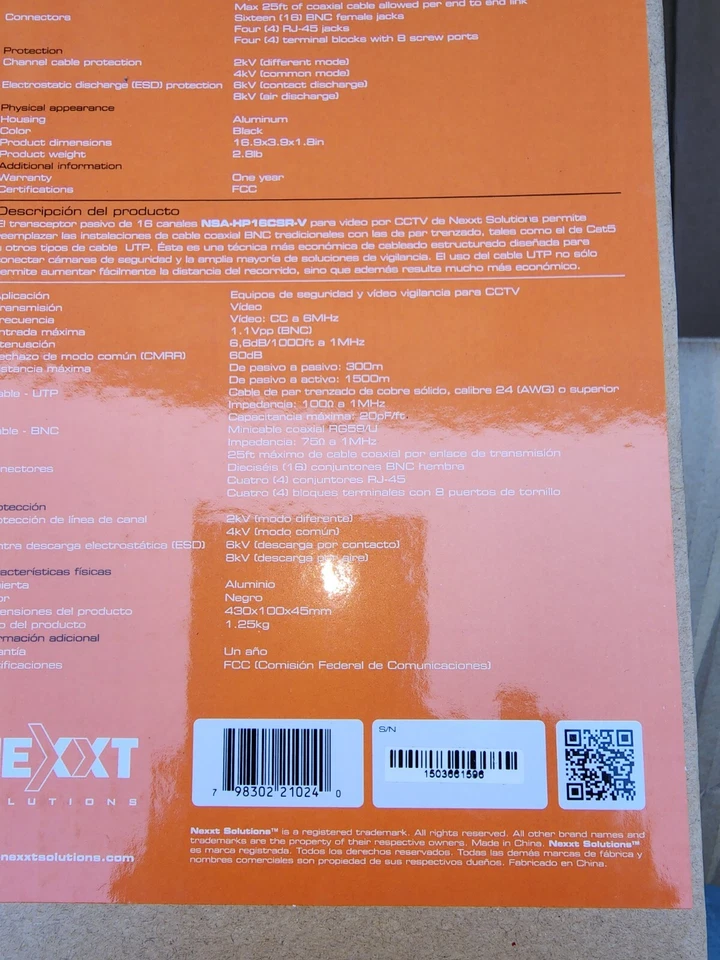 Max 25ft of coaxial cable allowed per end to end link
Connectors Sixteen (16) BNC female jacks
Four (4) RJ-45 jacks
Four (4) terminal blocks with 8 screw ports
Protection
Channel cable protection 2kV (different mode)
4kV (common mode)
Electrostatic discharge (ESD) protection 6kV (contact discharge)
8kV (air discharge)
Physical appearance
Housing Aluminum
Color Black
Product dimensions 16.9x3.9x1.8in
Product weight 2.8lb
Additional information
Warranty One year
Certifications FCC
Descripción del producto
El transceptor pasivo de 16 canales NSA-HP16CSR-V para video por CCTV de Nexxt Solutions permite
eemplazar las instalaciones de cable coaxial BNC tradicionales con las de par trenzado, tales como el de Cat5
u otros tipos de cable UTP. Ésta es una técnica más económica de cableado estructurado diseñada para
onectar cámaras de seguridad y la amplia mayoría de soluciones de vigilancia. El uso del cable UTP no sólo
ermite aumentar fácilmente la distancia del recorrido, sino que además resulta mucho más económico.
plicación Equipos de seguridad y vídeo vigilancia para CCTV
ransmisión Vídeo
recuencia Vídeo: CC a 6MHz
ntrada máxima 1.1Vpp (BNC)
tenuación 6,6dB/1000ft a 1MHz
echazo de modo común (CMRR) 60dB
istancia máxima De pasivo a pasivo: 300m
De pasivo a activo: 1500m
able - UTP Cable de par trenzado de cobre sólido, calibre 24 (AWG) o superior
Impedancia: 100Ω a 1MHz
Capacitancia máxima: 20pF/ft.
able - BNC Minicable coaxial RG59/U
Impedancia: 75Ω a 1MHz
25ft máximo de cable coaxial por enlace de transmisión
nectores Dieciséis (16) conjuntores BNC hembra
Cuatro (4) conjuntores RJ-45
Cuatro (4) bloques terminales con 8 puertos de tornillo
otección
otección de línea de canal 2kV (modo diferente)
4kV (modo común)
ntra descarga electrostática (ESD) 6kV (descarga por contacto)
8kV (descarga por aire)
acterísticas físicas
ierta Aluminio
or Negro
ensiones del producto 430x100x45mm
o del producto 1.25kg
rmación adicional
antía Un año
tificaciones FCC (Comisión Federal de Comunicaciones)
NEXXT
OLUTIONS
nexxtsolutions.com
7 98302 21024 0
S/N
1503661596
Nexxt Solutions™ is a registered trademark. All rights reserved. All other brand names and
trademarks are the property of their respective owners. Made in China. Nexxt Solutions™
es marca registrada. Todos los derechos reservados. Todas las demás marcas de fábrica y
nombres comerciales son propiedad de sus respectivos dueños. Fabricado en China.